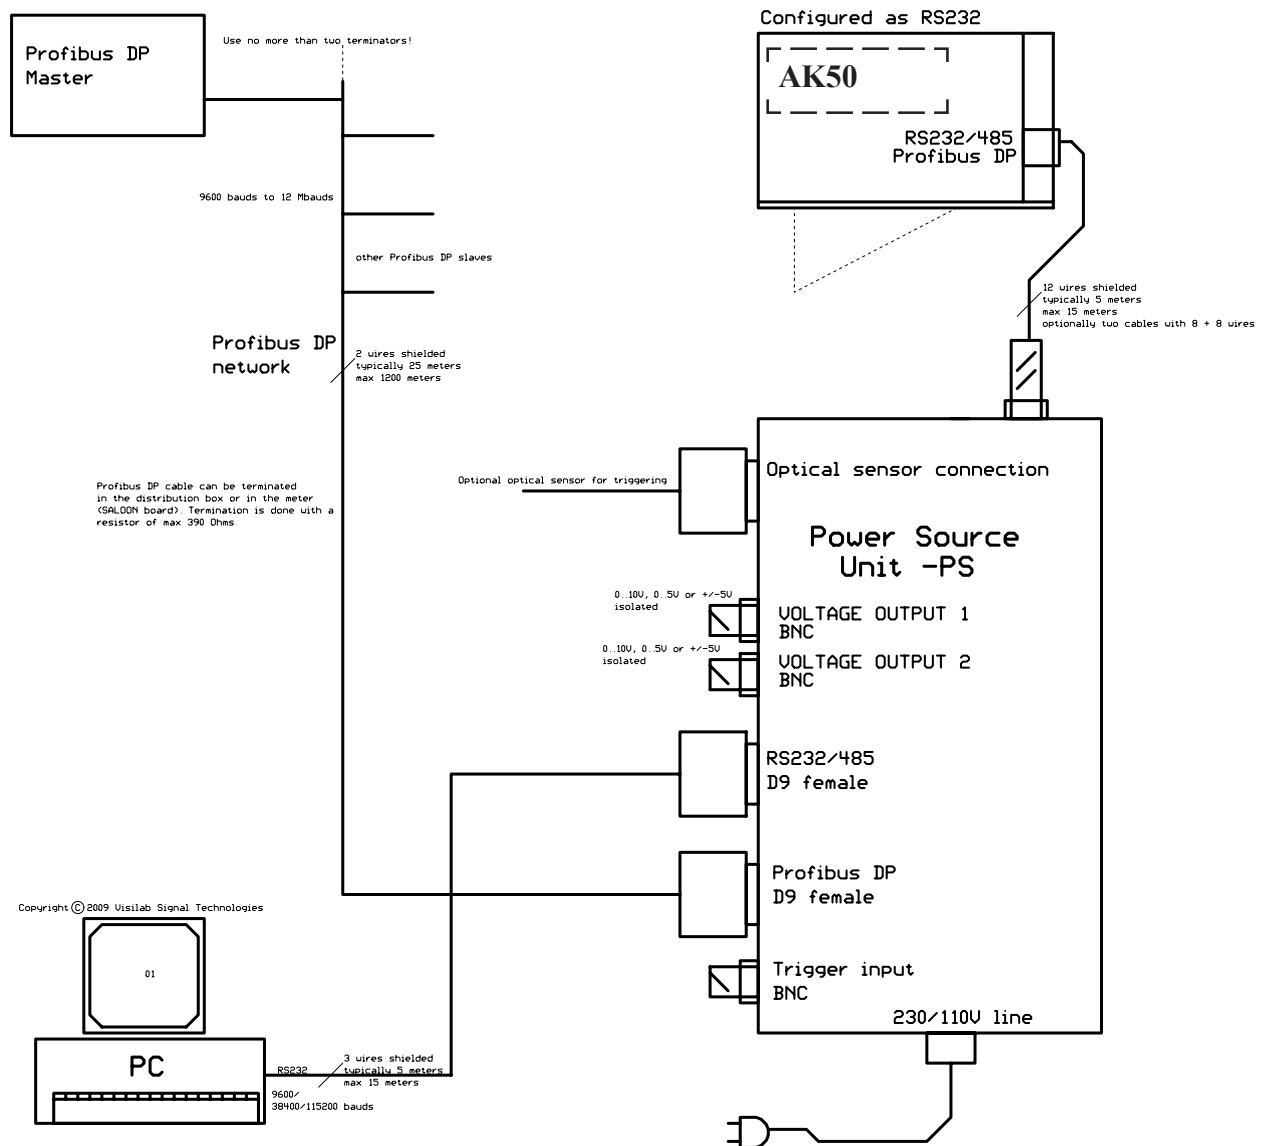 Configured as RS232
Profibus DP
Master
Use no more than two terminators!
AK50
RS232/485
Profibus DP
9600 bauds to 12 Mbauds
other Profibus DP slaves
12 wires shielded
typically 5 meters
max 15 meters
optionally two cables with 8 + 8 wires
Profibus DP
network
2 wires shielded
typically 25 meters
max 1200 meters
Profibus DP cable can be terminated
in the distribution box or in the meter
(SALOON board). Termination is done with a
resistor of max 390 Ohms
Optional optical sensor for triggering
Optical sensor connection
Power Source
Unit -PS
0..10V, 0..5V or +/-5V
isolated
VOLTAGE OUTPUT 1
BNC
0..10V, 0..5V or +/-5V
isolated
VOLTAGE OUTPUT 2
BNC
RS232/485
D9 female
Profibus DP
D9 female
Trigger input
BNC
230/110V line
Copyright © 2009 Visilab Signal Technologies
01
PC
RS232
3 wires shielded
typically 5 meters
max 15 meters
9600/
38400/115200 bauds